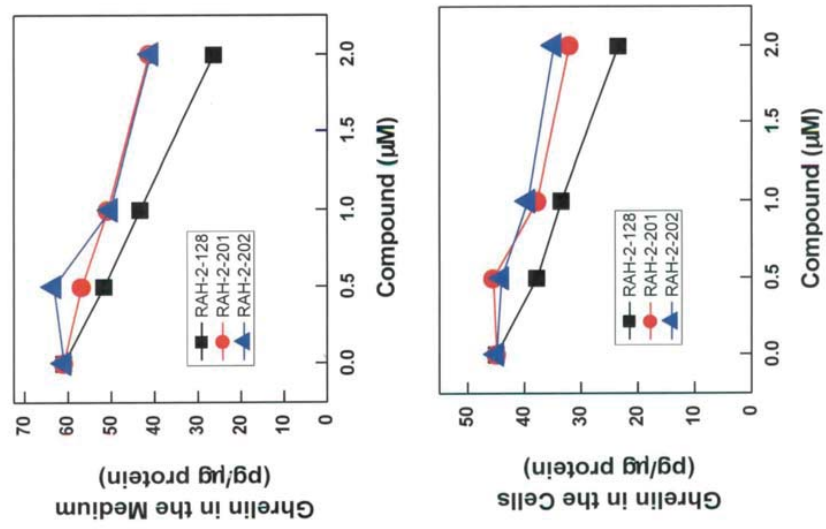 Ghrelin in the Medium
(pg/µg protein)
70
60
50
40
30
20
10
0
RAH-2-128
RAH-2-201
RAH-2-202
0.0
0.5
1.0
1.5
2.0
Compound (µM)
Ghrelin in the Cells
(pg/µg protein)
50
40
30
20
10
0
RAH-2-128
RAH-2-201
RAH-2-202
0.0
0.5
1.0
1.5
2.0
Compound (µM)